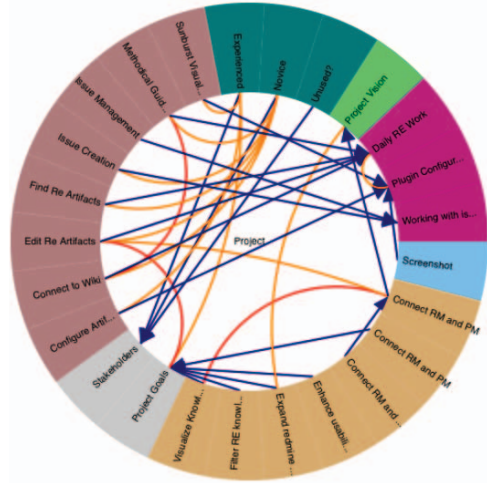 Experienced
Novice
Unused?
Project Vision
Daily RE Work
Plugin Configur...
Working with is...
Screenshot
Connect RM and PM
Connect RM and PM
Connect RM and ...
Enhance usabili...
Expand redmine ...
Filter RE knowl...
Visualize Knowl...
Project Goals
Stakeholders
Configure Artif...
Connect to Wiki
Edit Re Artifacts
Find Re Artifacts
Issue Creation
Issue Management
Methodical Guid...
Sunburst Visual...
Project